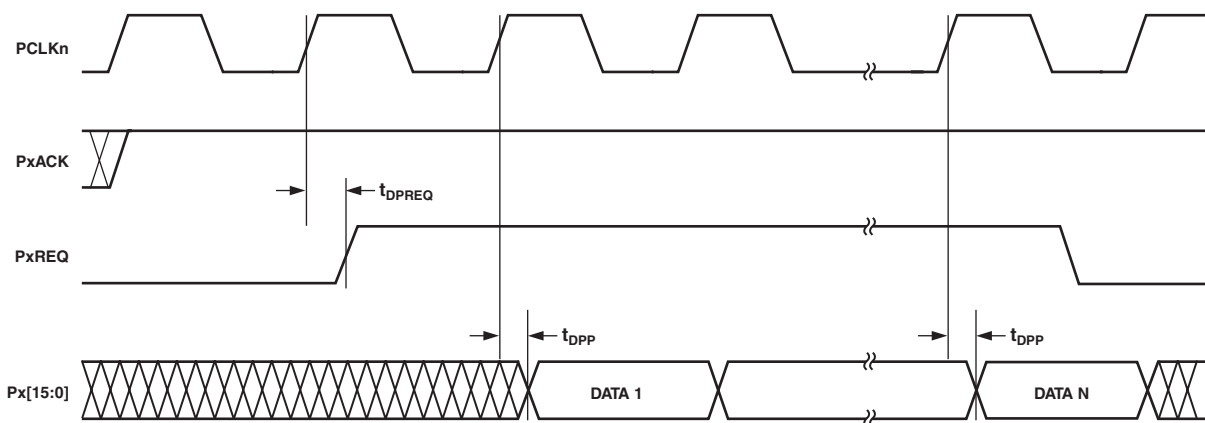 PCLKn
PxACK
tDPREQ
PxREQ
tDPP
tDPP
Px[15:0]
DATA 1
DATA N